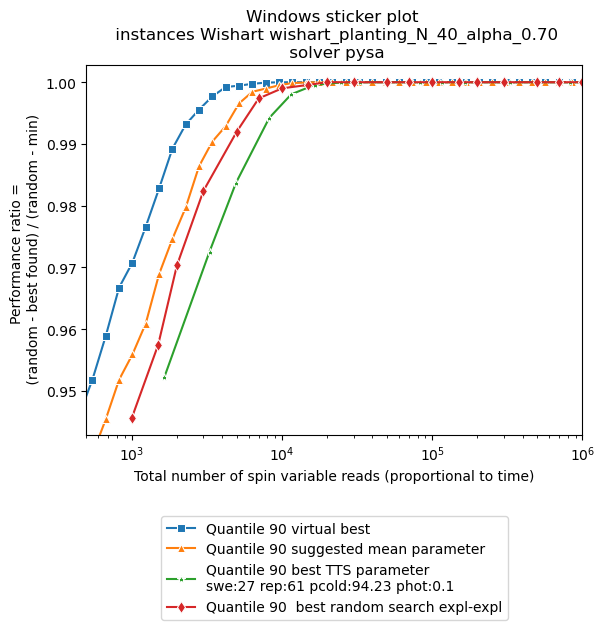 Windows sticker plot
instances Wishart wishart_planting_N_40_alpha_0.70
solver pysa
Performance ratio =
(random - best found) / (random - min)
1.00
0.99
0.98
0.97
0.96
0.95
10³
10⁴
10⁵
10⁶
Total number of spin variable reads (proportional to time)
Quantile 90 virtual best
Quantile 90 suggested mean parameter
Quantile 90 best TTS parameter
swe:27 rep:61 pcold:94.23 phot:0.1
Quantile 90  best random search expl-expl